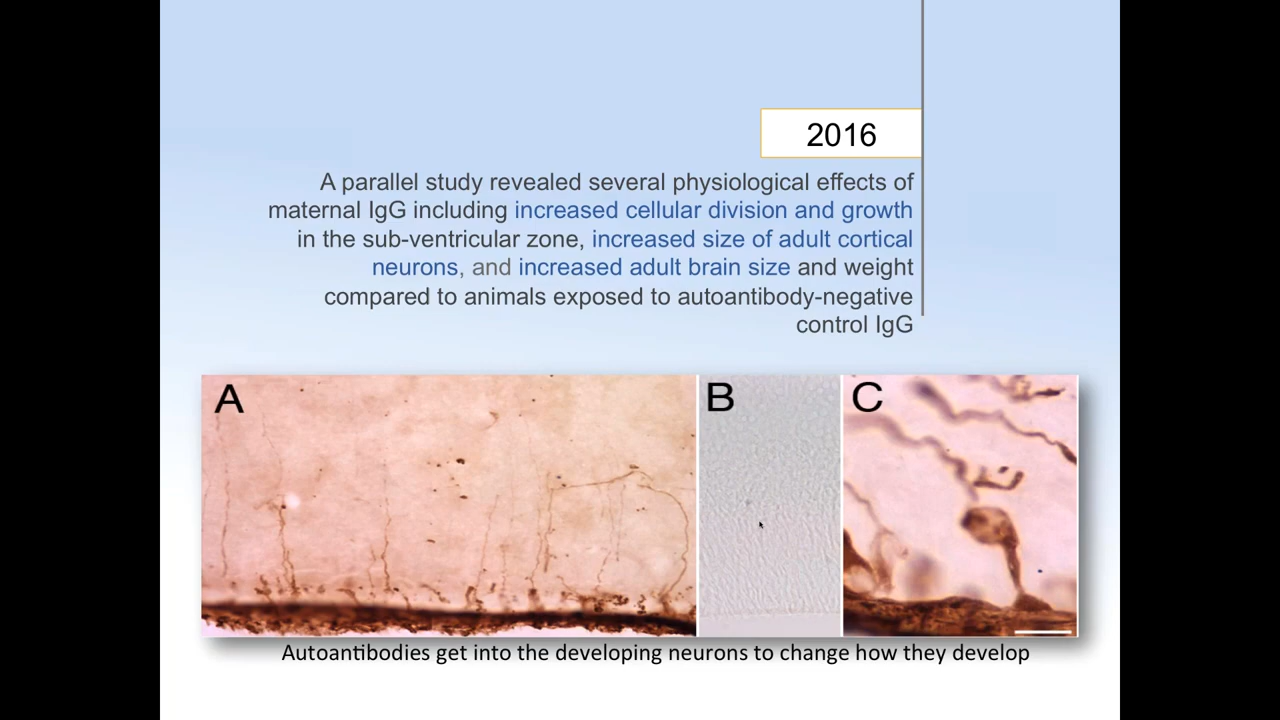 2016
A parallel study revealed several physiological effects of
maternal IgG including increased cellular division and growth
in the sub-ventricular zone, increased size of adult cortical
neurons, and increased adult brain size and weight
compared to animals exposed to autoantibody-negative
control IgG
A B C
Autoantibodies get into the developing neurons to change how they develop